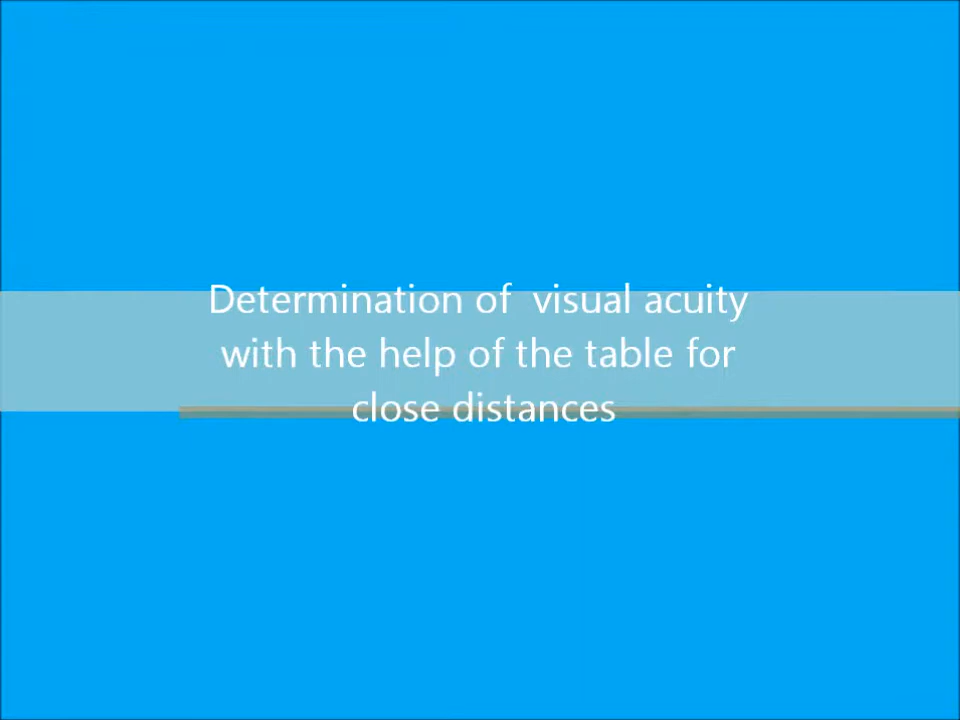 Determination of visual acuity
with the help of the table for
close distances